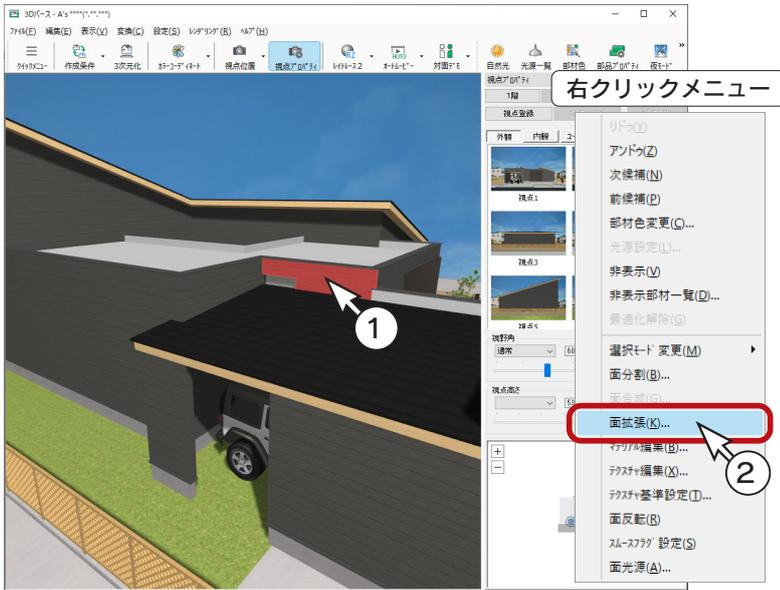 3Dパース - A's ****(*.**.***)
ファイル(F) 編集(E) 表示(V) 変換(C) 設定(S) レンダリング(R) ヘルプ(H)
クイックメニュー 作成条件 3次元化 カラーコーディネート 視点位置 視点プロパティ レイトレース2 オートムービー 対面デモ 自然光 光源一覧 部材色 部品プロパティ 夜モード »
視点プロパティ
右クリックメニュー
1階
視点登録
外観 内観 ユー
視点1
視点3
視点5
視野角
通常 60
視点高さ
リドゥ(Y)
アンドゥ(Z)
次候補(N)
前候補(P)
部材色変更(C)...
光源設定(L)...
非表示(V)
非表示部材一覧(D)...
最適化解除(G)
選択モード変更(M)
面分割(B)...
面合成(G)...
面拡張(K)...
マテリアル編集(B)...
テクスチャ編集(X)...
テクスチャ基準設定(T)...
面反転(R)
スムースフラグ設定(S)
面光源(A)...
1
2